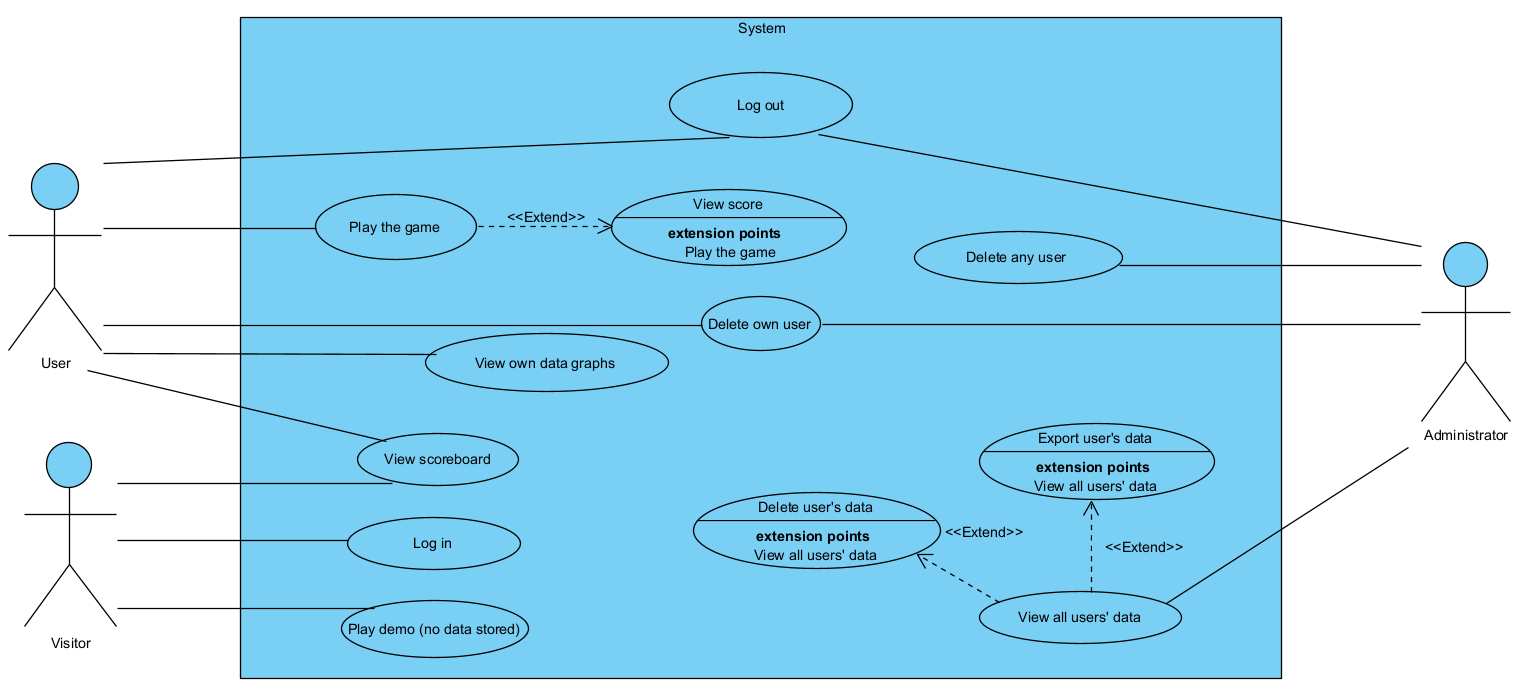 System
Log out
Play the game
<<Extend>>
View score
extension points
Play the game
Delete any user
Delete own user
View own data graphs
User
Administrator
View scoreboard
Export user's data
extension points
View all users' data
Delete user's data
extension points
View all users' data
<<Extend>>
<<Extend>>
Log in
View all users' data
Play demo (no data stored)
Visitor